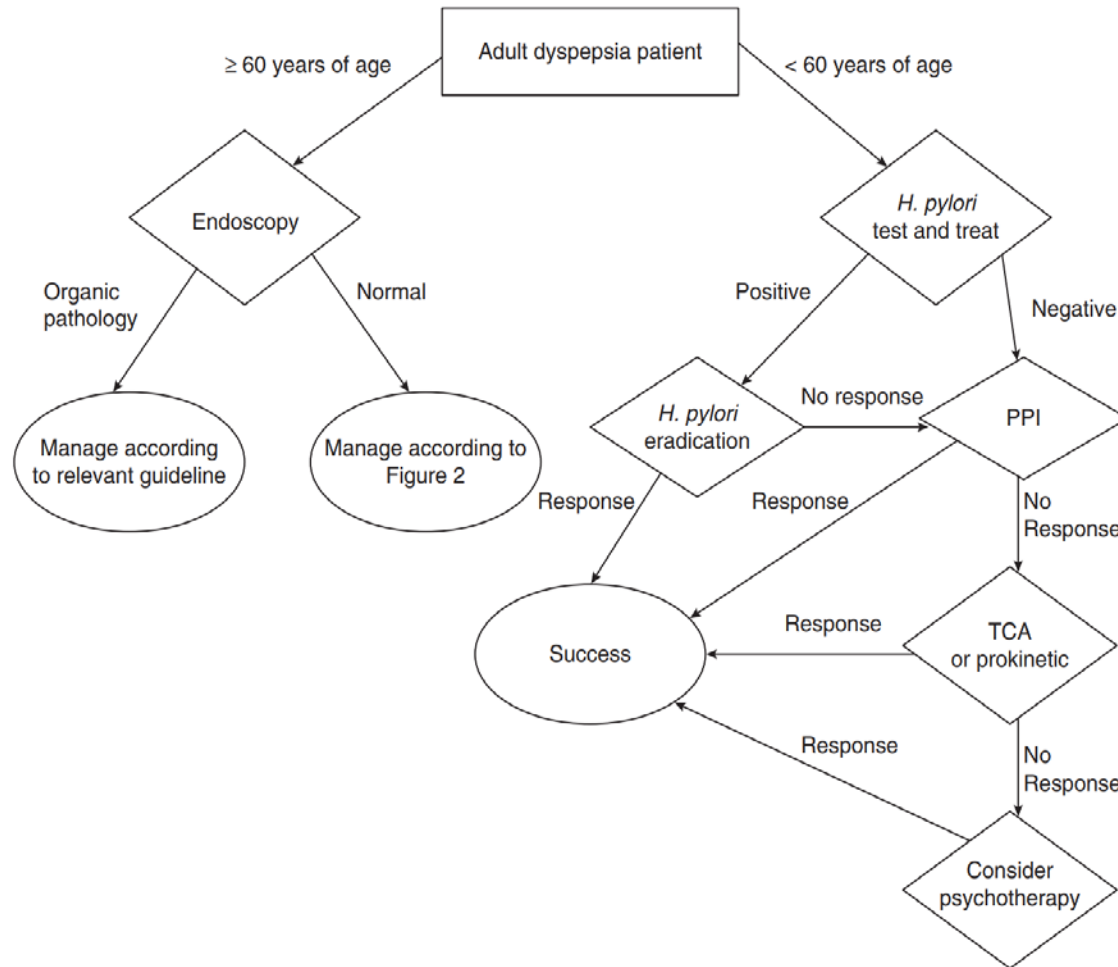 Adult dyspepsia patient
≥ 60 years of age
< 60 years of age
Endoscopy
H. pylori
test and treat
Organic
pathology
Normal
Positive
Negative
Manage according
to relevant guideline
Manage according to
Figure 2
H. pylori
eradication
No response
PPI
Response
Response
No
Response
Success
Response
TCA
or prokinetic
Response
No
Response
Consider
psychotherapy